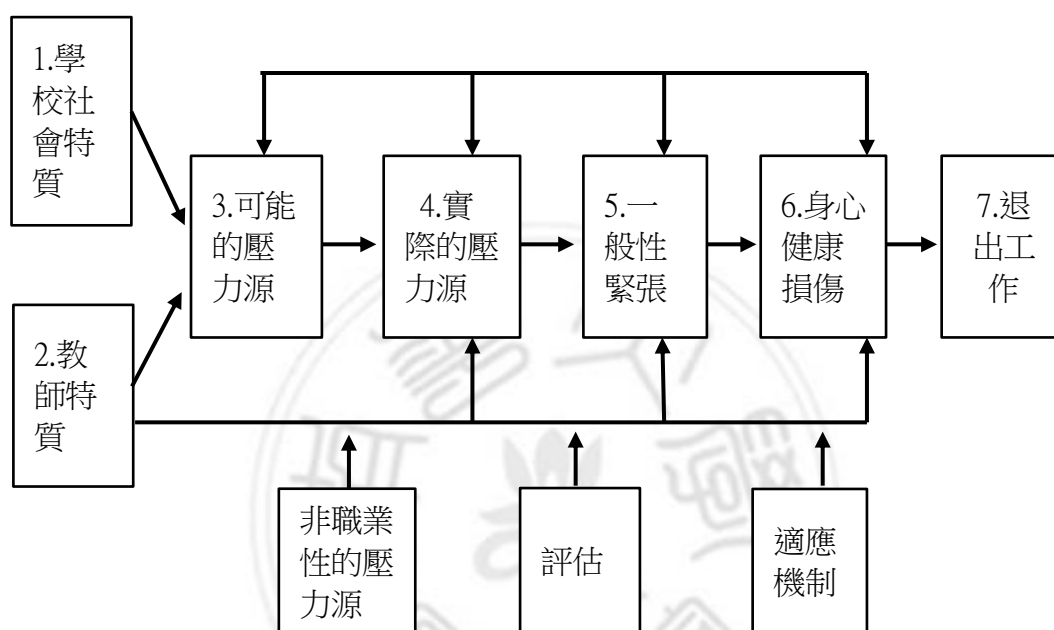 1.學
校社
會特
質
2.教
師特
質
3.可能
的壓
力源
4.實
際的壓
力源
5.一
般性
緊張
6.身心
健康
損傷
7.退
出工
作
非職業
性的壓
力源
評估
適應
機制